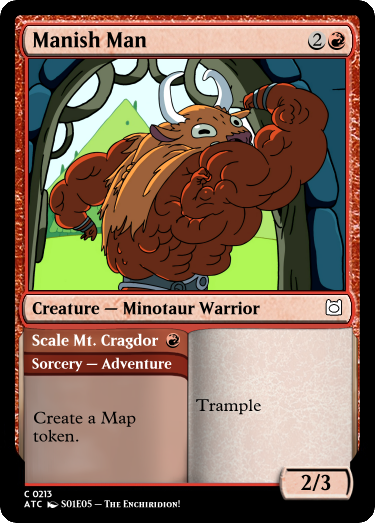 Manish Man 2
Creature — Minotaur Warrior
Scale Mt. Cragdor
Sorcery — Adventure
Create a Map
token.
Trample
2/3
C 0213
ATC S01E05 — The Enchiridion!